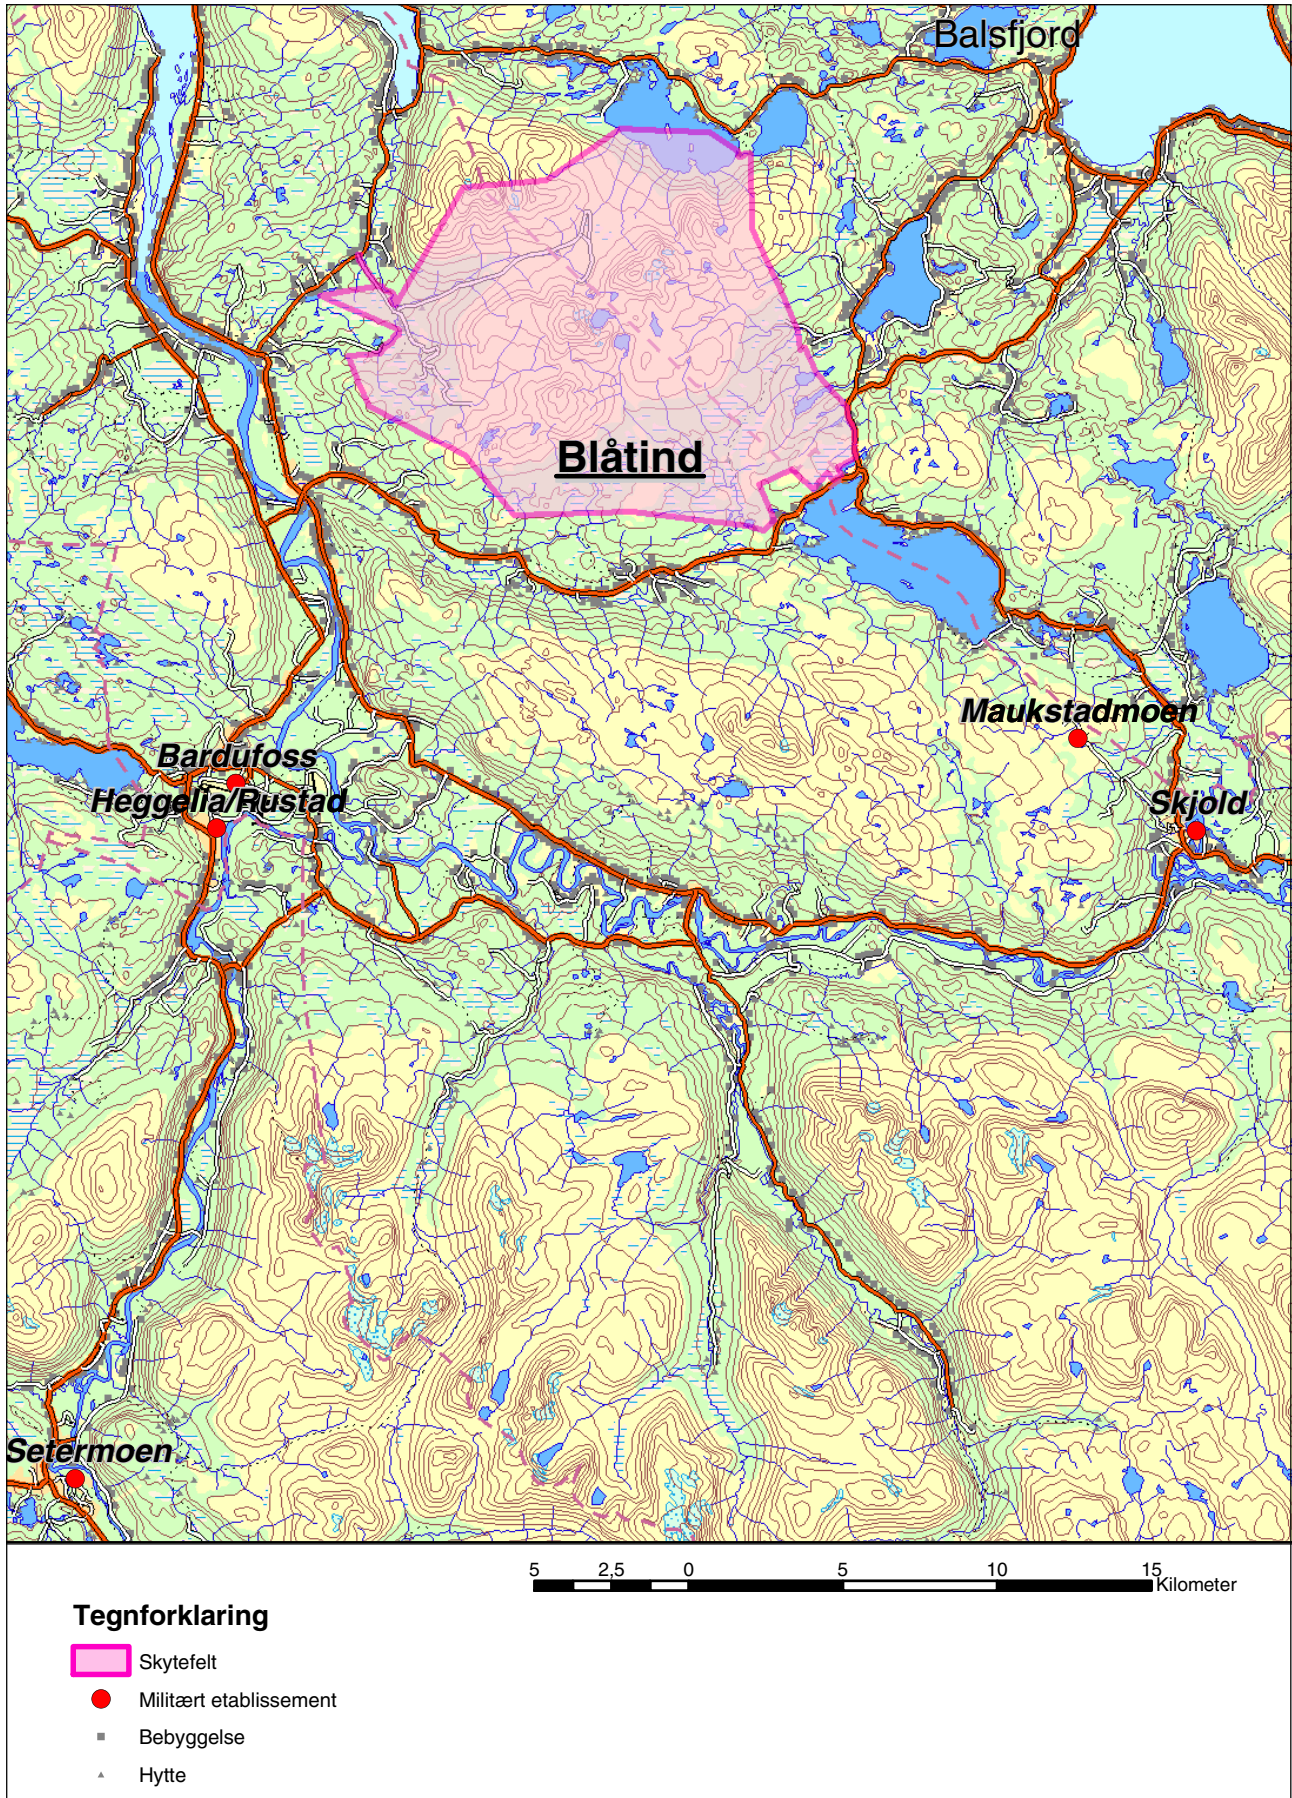 Balsfjord
Blåtind
Maukstadmoen
Bardufoss
Heggelia/Rustad
Skjold
Setermoen
5 2,5 0 5 10 15
Kilometer
Tegnforklaring
Skytefelt
Militært etablissement
Bebyggelse
Hytte